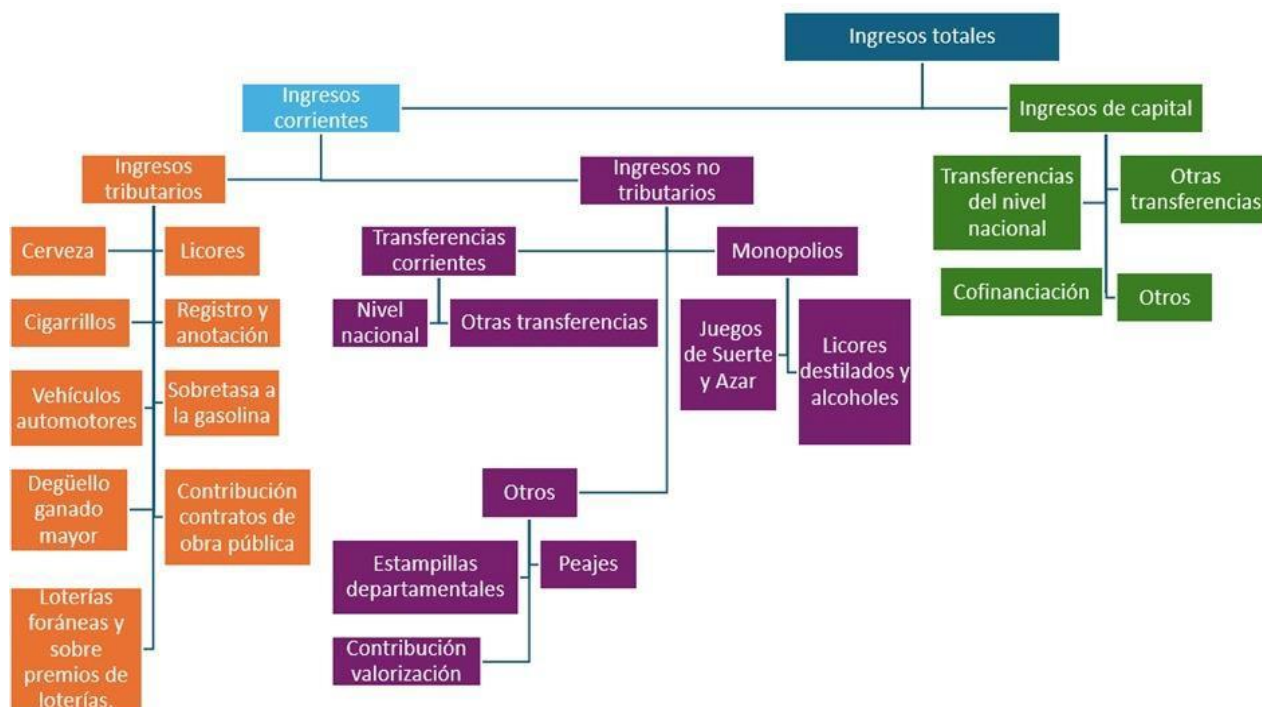 Ingresos totales
Ingresos
corrientes
Ingresos de capital
Ingresos
tributarios
Ingresos no
tributarios
Transferencias
del nivel
nacional
Otras
transferencias
Cerveza
Licores
Transferencias
corrientes
Monopolios
Cofinanciación
Otros
Cigarrillos
Registro y
anotación
Nivel
nacional
Otras transferencias
Juegos
de Suerte
y Azar
Licores
destilados y
alcoholes
Vehículos
automotores
Sobretasa a
la gasolina
Degüello
ganado
mayor
Contribución
contratos de
obra pública
Otros
Estampillas
departamentales
Peajes
Loterías
foráneas y
sobre
premios de
loterías.
Contribución
valorización